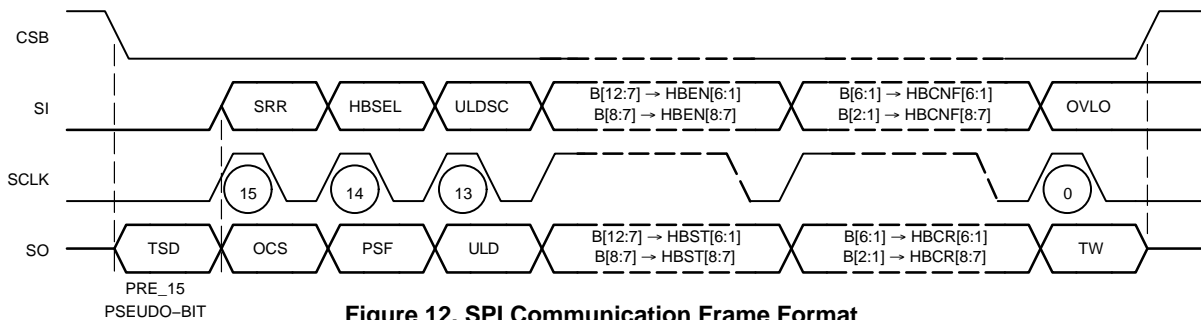 CSB
SI
SRR
HBSEL
ULDSC
B[12:7] → HBEN[6:1]
B[8:7] → HBEN[8:7]
B[6:1] → HBCNF[6:1]
B[2:1] → HBCNF[8:7]
OVLO
SCLK
15
14
13
0
SO
TSD
OCS
PSF
ULD
B[12:7] → HBST[6:1]
B[8:7] → HBST[8:7]
B[6:1] → HBCR[6:1]
B[2:1] → HBCR[8:7]
TW
PRE_15
PSEUDO−BIT
Figure 12. SPI Communication Frame Format